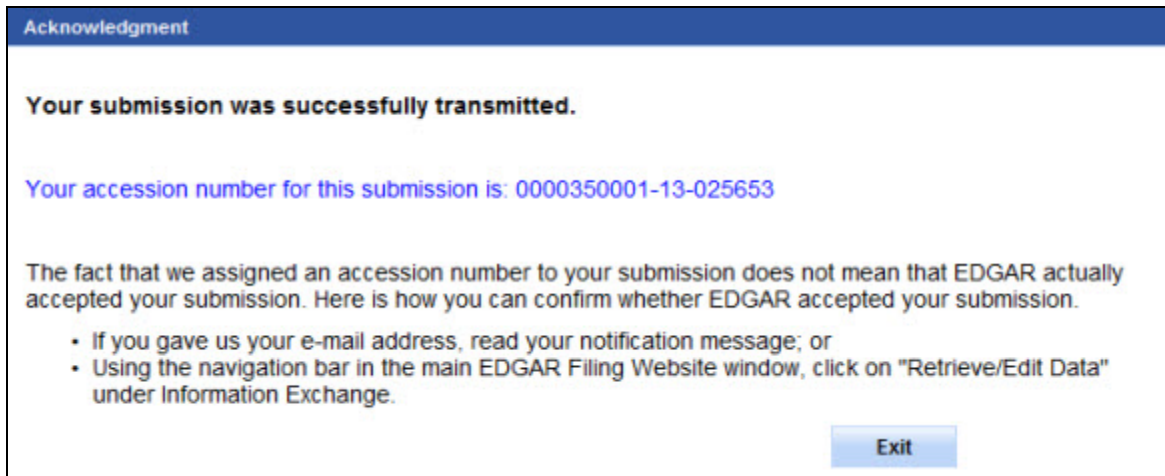 Acknowledgment
Your submission was successfully transmitted.
Your accession number for this submission is: 0000350001-13-025653
The fact that we assigned an accession number to your submission does not mean that EDGAR actually
accepted your submission. Here is how you can confirm whether EDGAR accepted your submission.
• If you gave us your e-mail address, read your notification message; or
• Using the navigation bar in the main EDGAR Filing Website window, click on "Retrieve/Edit Data"
under Information Exchange.
Exit